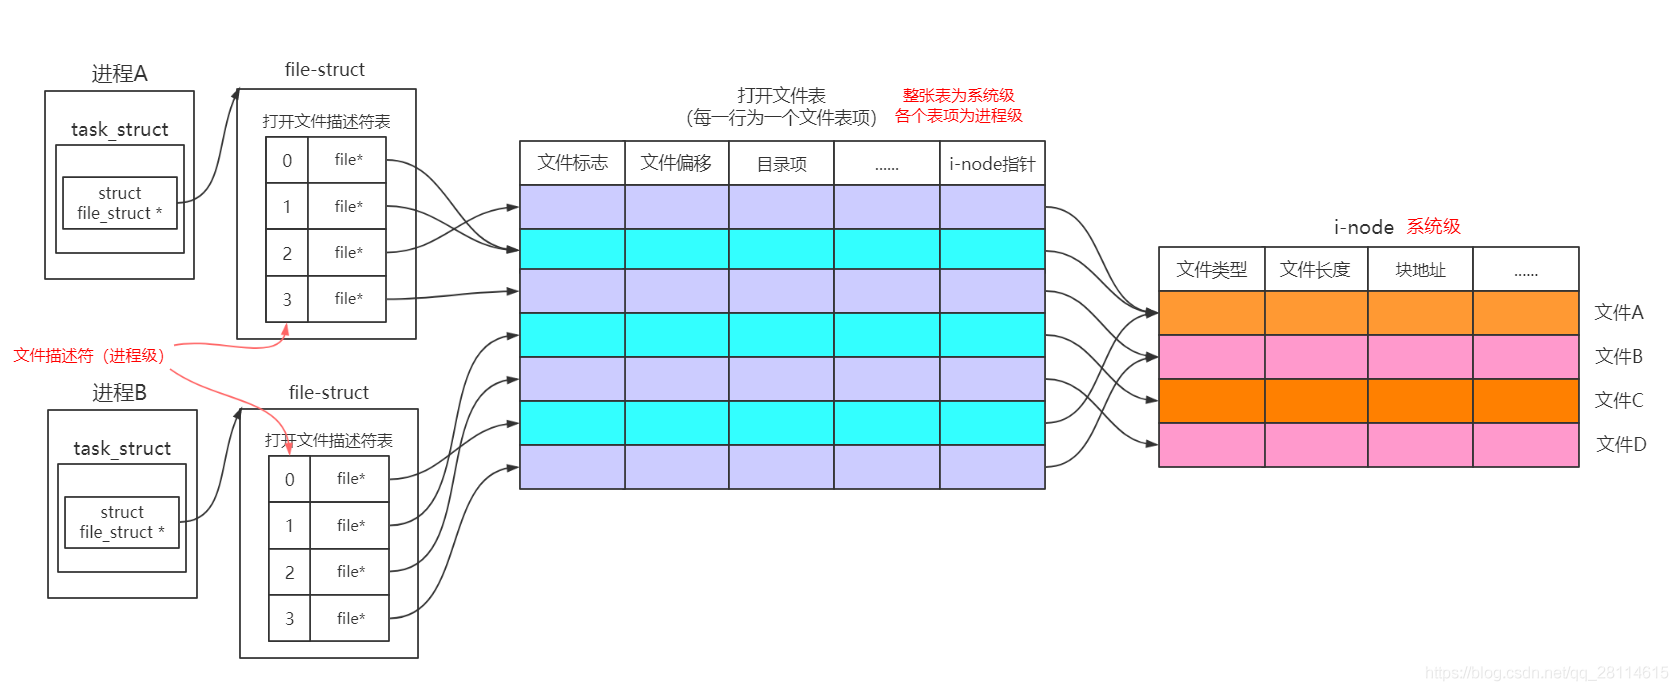 进程A
task_struct
struct
file_struct *
file-struct
打开文件描述符表
0 file*
1 file*
2 file*
3 file*
文件描述符（进程级）
进程B
task_struct
struct
file_struct *
file-struct
打开文件描述符表
0 file*
1 file*
2 file*
3 file*
打开文件表
（每一行为一个文件表项）
整张表为系统级
各个表项为进程级
文件标志 文件偏移 目录项 ...... i-node指针
i-node 系统级
文件类型 文件长度 块地址 ......
文件A
文件B
文件C
文件D
https://blog.csdn.net/qq_28114615